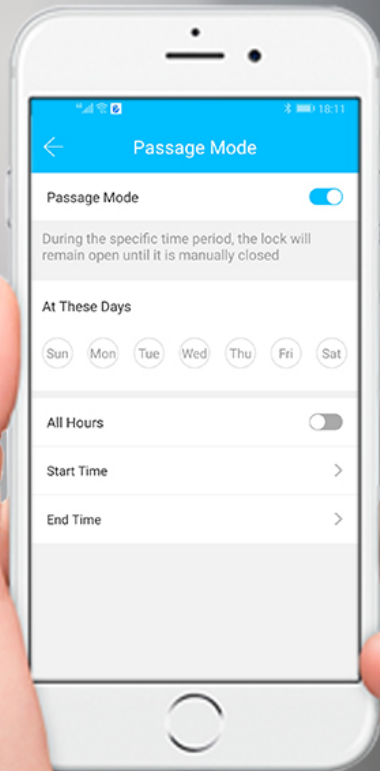 18:11
Passage Mode
Passage Mode
During the specific time period, the lock will
remain open until it is manually closed
At These Days
Sun Mon Tue Wed Thu Fri Sat
All Hours
Start Time
End Time